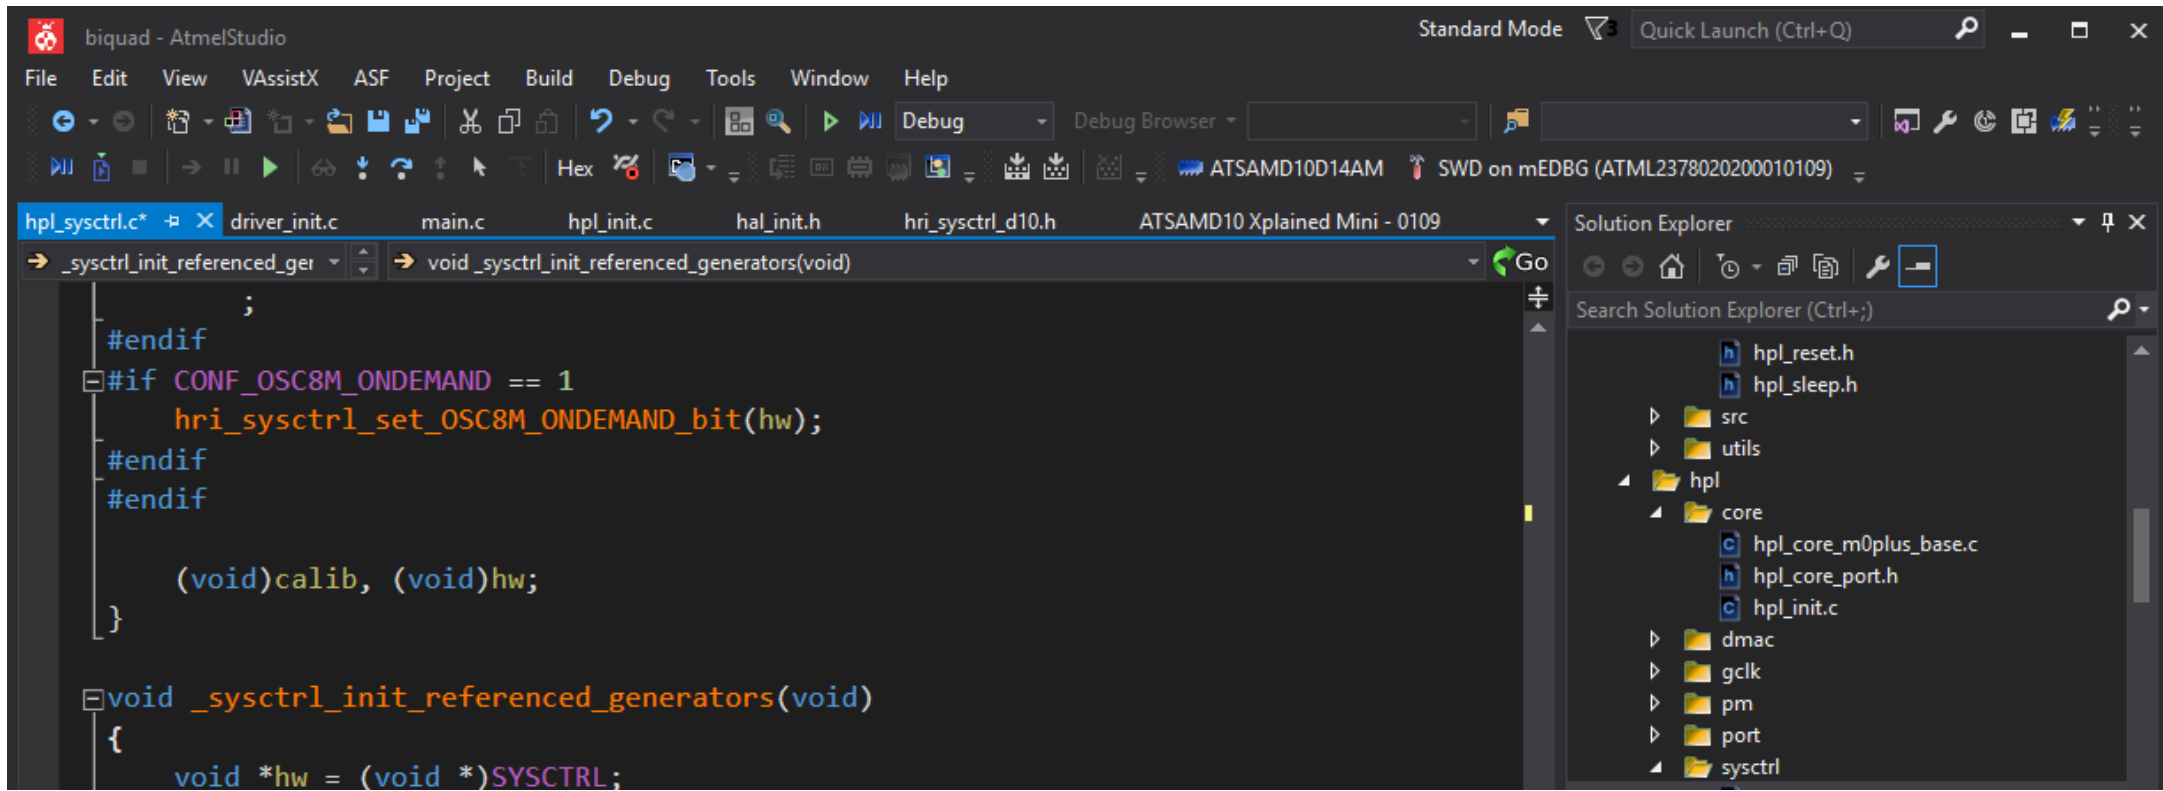 biquad - AtmelStudio
Standard Mode
3
Quick Launch (Ctrl+Q)
File Edit View VAssistX ASF Project Build Debug Tools Window Help
Debug
Debug Browser
Hex
ATSAMD10D14AM
SWD on mEDBG (ATML2378020200010109)
hpl_sysctrl.c* driver_init.c main.c hpl_init.c hal_init.h hri_sysctrl_d10.h ATSAMD10 Xplained Mini - 0109
_sysctrl_init_referenced_ger void _sysctrl_init_referenced_generators(void) Go
;
#endif
#if CONF_OSC8M_ONDEMAND == 1
hri_sysctrl_set_OSC8M_ONDEMAND_bit(hw);
#endif
#endif
(void)calib, (void)hw;
}
void _sysctrl_init_referenced_generators(void)
{
void *hw = (void *)SYSCTRL;
Solution Explorer
Search Solution Explorer (Ctrl+;)
hpl_reset.h
hpl_sleep.h
src
utils
hpl
core
hpl_core_m0plus_base.c
hpl_core_port.h
hpl_init.c
dmac
gclk
pm
port
sysctrl